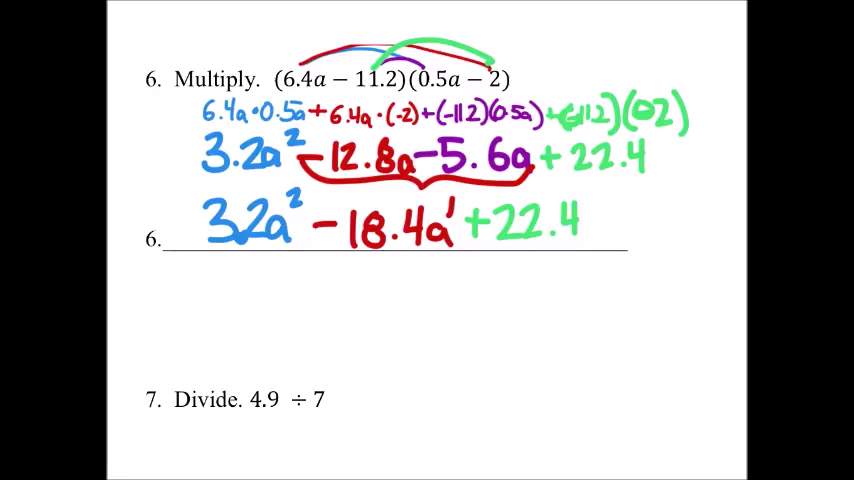 6. Multiply. (6.4a − 11.2)(0.5a − 2)
6.4a·0.5a+6.4a·(-2)+(-11.2)(0.5a)+(-11.2)(02)
3.2a² -12.8a-5.6a+22.4
6. 3.2a² -18.4a¹ +22.4
7. Divide. 4.9 ÷ 7